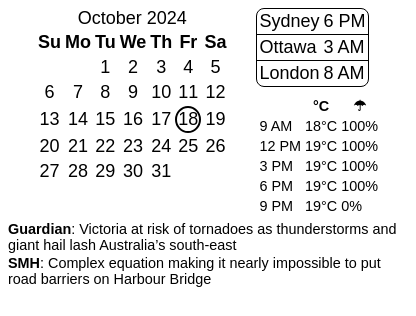 October 2024
Su Mo Tu We Th Fr Sa
1 2 3 4 5
6 7 8 9 10 11 12
13 14 15 16 17 18 19
20 21 22 23 24 25 26
27 28 29 30 31
Sydney 6 PM
Ottawa 3 AM
London 8 AM
°C ☂
9 AM 18°C 100%
12 PM 19°C 100%
3 PM 19°C 100%
6 PM 19°C 100%
9 PM 19°C 0%
Guardian: Victoria at risk of tornadoes as thunderstorms and
giant hail lash Australia’s south-east
SMH: Complex equation making it nearly impossible to put
road barriers on Harbour Bridge